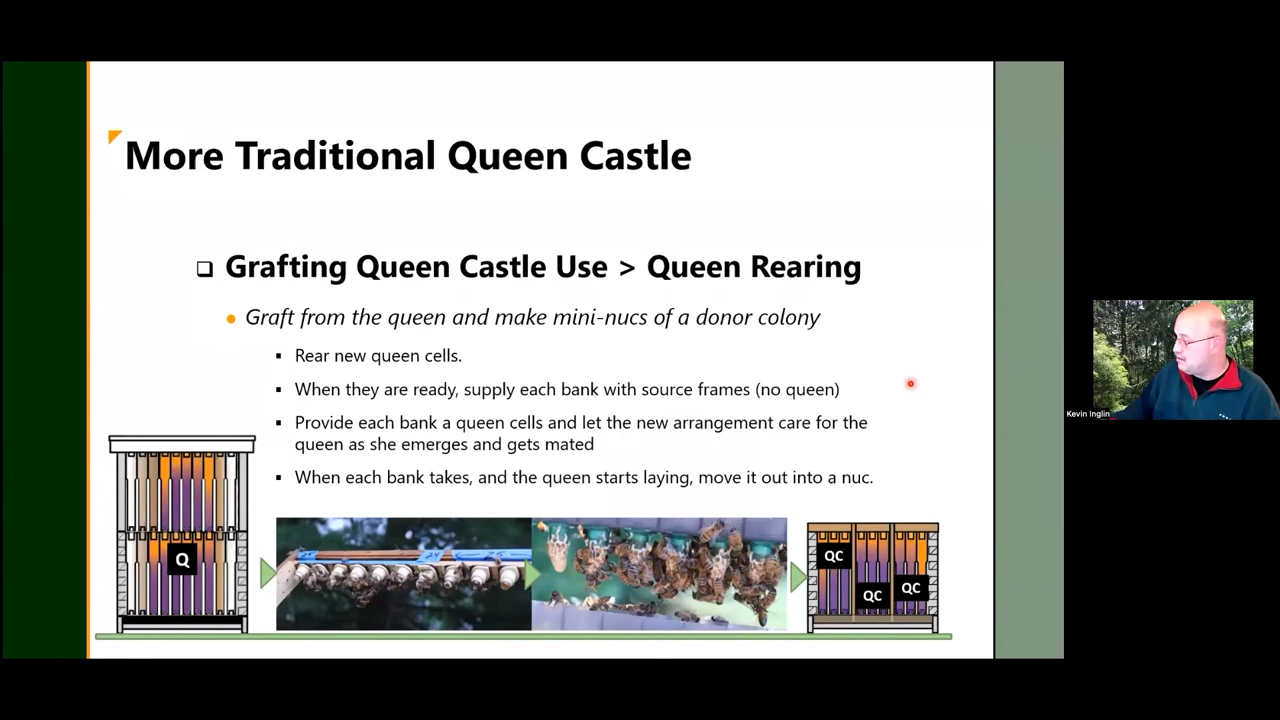 More Traditional Queen Castle
Grafting Queen Castle Use > Queen Rearing
Graft from the queen and make mini-nucs of a donor colony
Rear new queen cells.
When they are ready, supply each bank with source frames (no queen)
Provide each bank a queen cells and let the new arrangement care for the
queen as she emerges and gets mated
When each bank takes, and the queen starts laying, move it out into a nuc.
Q
QC
QC
QC
Kevin Inglin